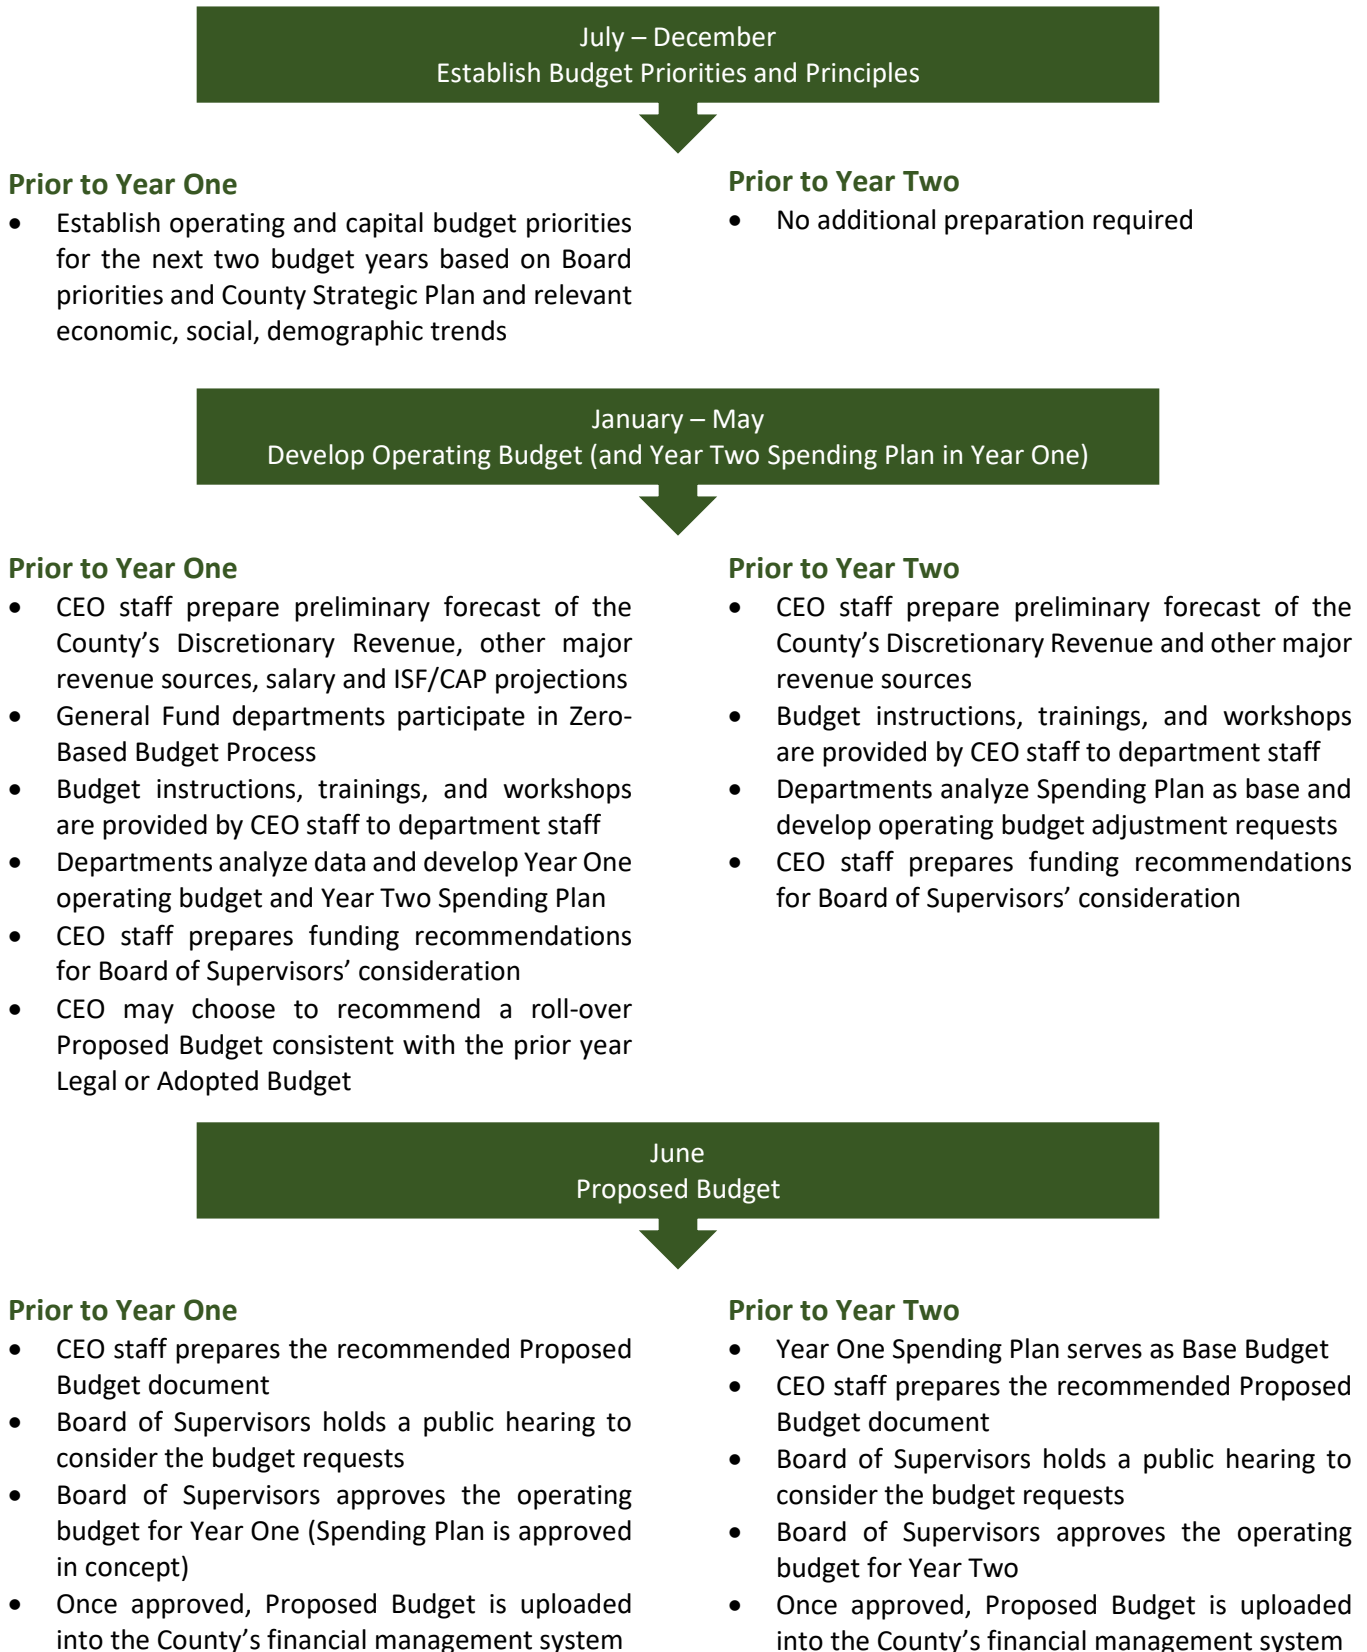 July – December
Establish Budget Priorities and Principles
Prior to Year One
• Establish operating and capital budget priorities
for the next two budget years based on Board
priorities and County Strategic Plan and relevant
economic, social, demographic trends
Prior to Year Two
• No additional preparation required
January – May
Develop Operating Budget (and Year Two Spending Plan in Year One)
Prior to Year One
• CEO staff prepare preliminary forecast of the
County’s Discretionary Revenue, other major
revenue sources, salary and ISF/CAP projections
• General Fund departments participate in Zero-
Based Budget Process
• Budget instructions, trainings, and workshops
are provided by CEO staff to department staff
• Departments analyze data and develop Year One
operating budget and Year Two Spending Plan
• CEO staff prepares funding recommendations
for Board of Supervisors’ consideration
• CEO may choose to recommend a roll-over
Proposed Budget consistent with the prior year
Legal or Adopted Budget
Prior to Year Two
• CEO staff prepare preliminary forecast of the
County’s Discretionary Revenue and other major
revenue sources
• Budget instructions, trainings, and workshops
are provided by CEO staff to department staff
• Departments analyze Spending Plan as base and
develop operating budget adjustment requests
• CEO staff prepares funding recommendations
for Board of Supervisors’ consideration
June
Proposed Budget
Prior to Year One
• CEO staff prepares the recommended Proposed
Budget document
• Board of Supervisors holds a public hearing to
consider the budget requests
• Board of Supervisors approves the operating
budget for Year One (Spending Plan is approved
in concept)
• Once approved, Proposed Budget is uploaded
into the County’s financial management system
Prior to Year Two
• Year One Spending Plan serves as Base Budget
• CEO staff prepares the recommended Proposed
Budget document
• Board of Supervisors holds a public hearing to
consider the budget requests
• Board of Supervisors approves the operating
budget for Year Two
• Once approved, Proposed Budget is uploaded
into the County’s financial management system